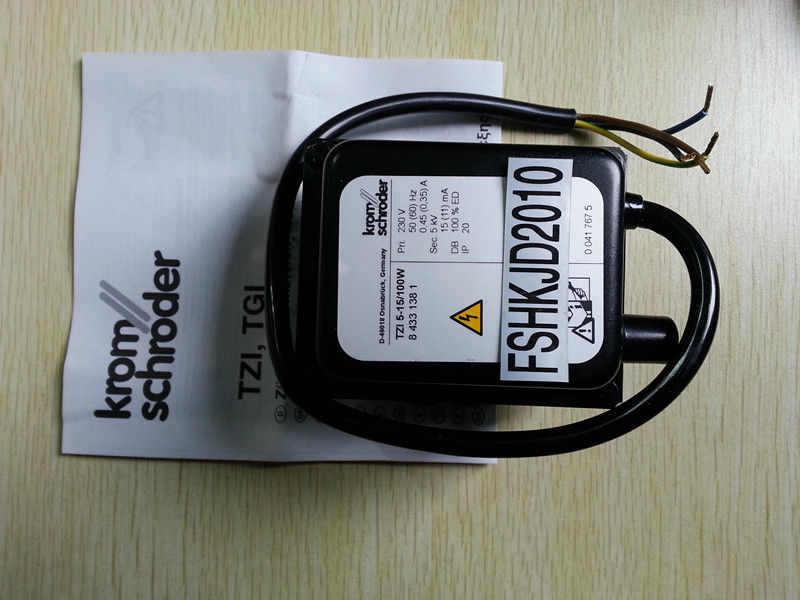 krom
schroder
TZI, TGI
krom
schroder
D-49018 Osnabrück, Germany
Pri. 230 V
50 (60) Hz
0,45 (0,35) A
Sec. 5 kV
15 (11) mA
DB 100 % ED
IP 20
TZI 5-15/100W
8 433 138 1
FSHKJD2010
0 041 767 5